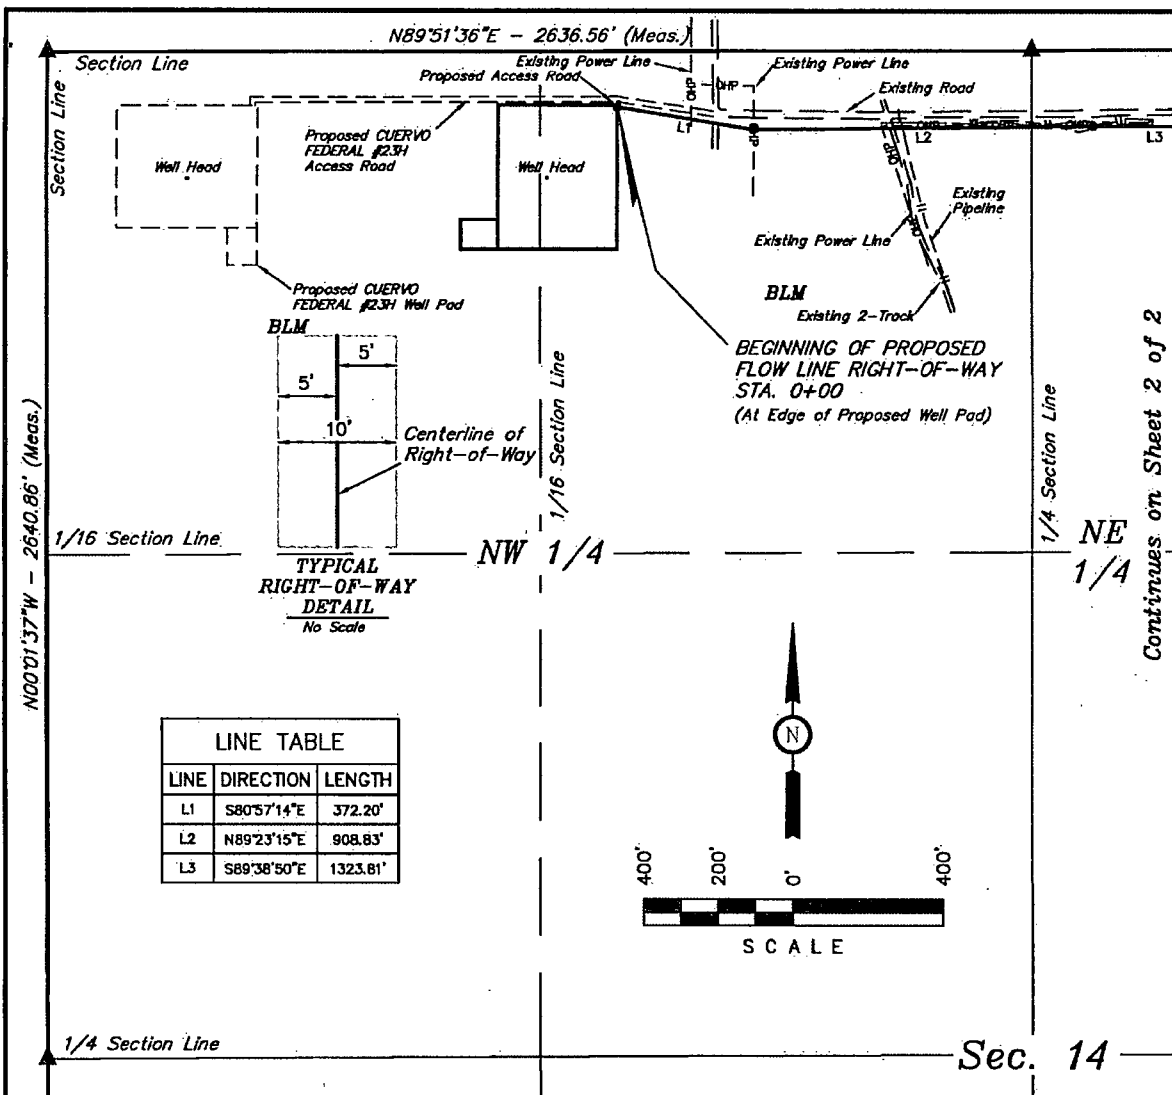 N89°51'36"E - 2636.56' (Meas.)
Section Line
Section Line
Existing Power Line
Proposed Access Road
Existing Power Line
Existing Road
OHP
OHP
Proposed CUERVO
FEDERAL #23H
Access Road
Well Head
Well Head
L1
L2
L3
OHP
Existing
Pipeline
Existing Power Line
Existing 2-Track
Proposed CUERVO
FEDERAL #23H Well Pad
BLM
BLM
BEGINNING OF PROPOSED
FLOW LINE RIGHT-OF-WAY
STA. 0+00
(At Edge of Proposed Well Pad)
5'
5'
10'
Centerline of
Right-of-Way
TYPICAL
RIGHT-OF-WAY
DETAIL
No Scale
N00°01'37"W - 2640.86' (Meas.)
1/16 Section Line
1/16 Section Line
1/4 Section Line
Continues on Sheet 2 of 2
NW 1/4
NE
1/4
LINE TABLE
LINE DIRECTION LENGTH
L1 S80°57'14"E 372.20'
L2 N89°23'15"E 908.83'
L3 S89°38'50"E 1323.81'
N
400' 200' 0' 400'
SCALE
1/4 Section Line
Sec. 14